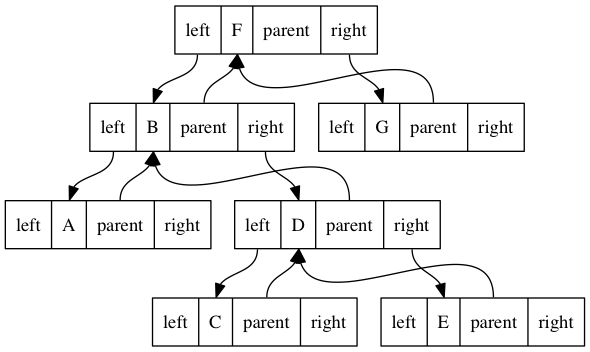 left F parent right
left B parent right left G parent right
left A parent right left D parent right
left C parent right left E parent right